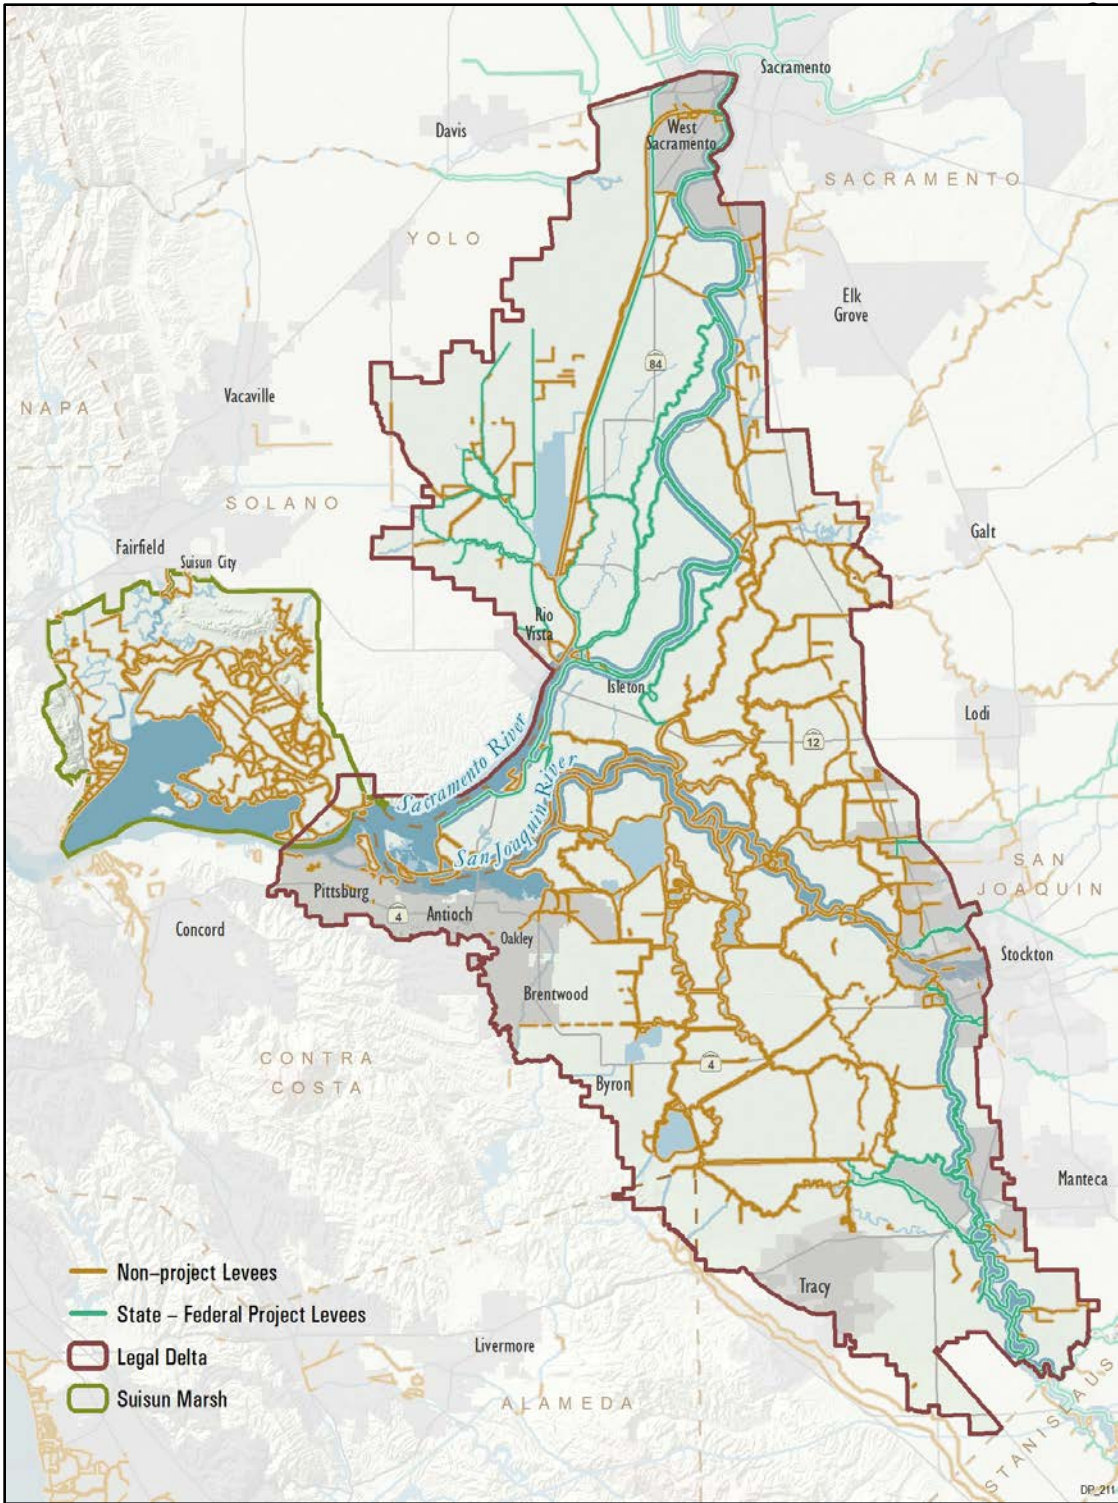 Sacramento
Davis
West
Sacramento
SACRAMENTO
YOLO
Elk
Grove
84
Vacaville
NAPA
SOLANO
Galt
Fairfield
Suisun City
Rio
Vista
Isleton
Lodi
12
Sacramento River
San Joaquin River
SAN
JOAQUIN
Pittsburg
4
Antioch
Concord
Oakley
Stockton
Brentwood
CONTRA
COSTA
4
Byron
Manteca
Non–project Levees
Tracy
State – Federal Project Levees
Livermore
Legal Delta
Suisun Marsh
ALAMEDA
STANISLAUS
DP_211